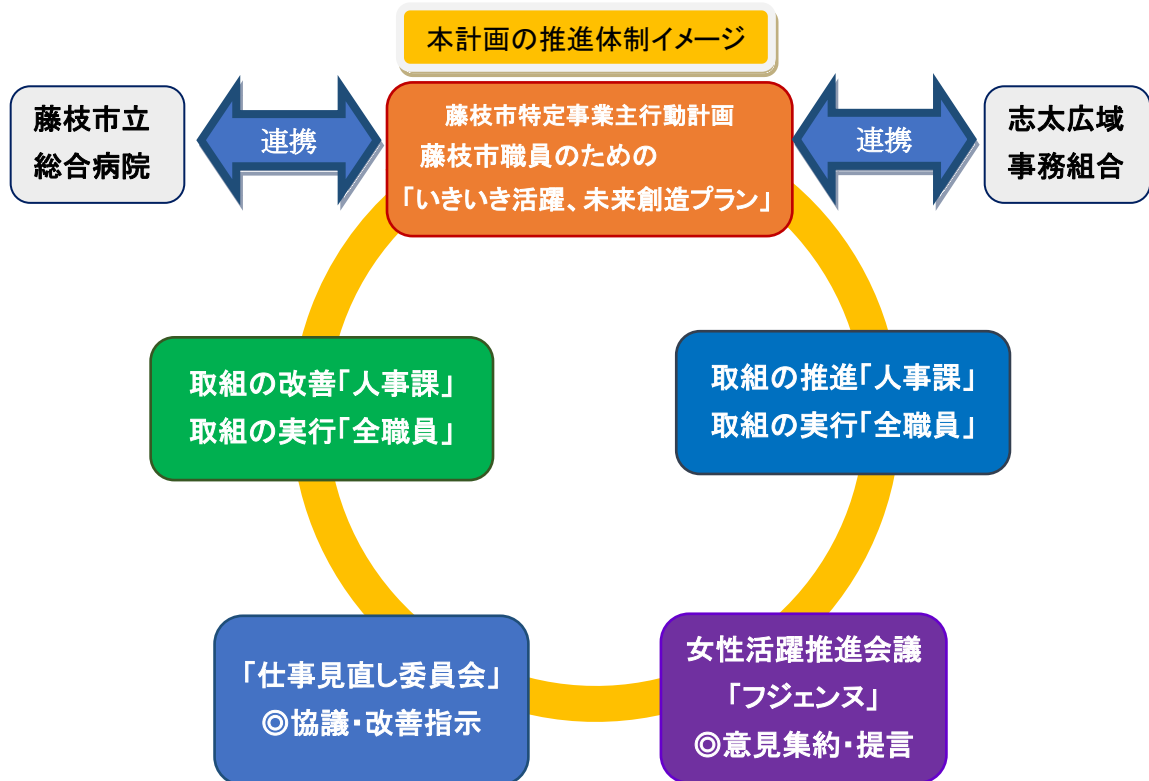 本計画の推進体制イメージ
藤枝市立
総合病院
連携
藤枝市特定事業主行動計画
藤枝市職員のための
「いきいき活躍、未来創造プラン」
連携
志太広域
事務組合
取組の改善「人事課」
取組の実行「全職員」
取組の推進「人事課」
取組の実行「全職員」
「仕事見直し委員会」
◎協議・改善指示
女性活躍推進会議
「フジェンヌ」
◎意見集約・提言